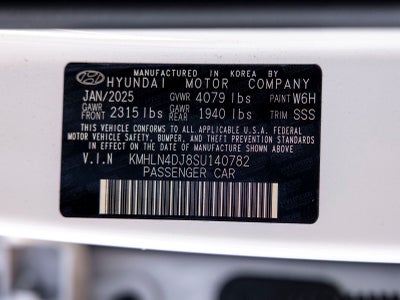 MANUFACTURED IN KOREA BY
HYUNDAI MOTOR COMPANY
JAN/2025 GVWR 4079 lbs PAINT W6H
GAWR FRONT 2315 lbs GAWR REAR 1940 lbs TRIM SSS
THIS VEHICLE CONFORMS TO ALL APPLICABLE U.S.A. FEDERAL
MOTOR VEHICLE SAFETY, BUMPER, AND THEFT PREVENTION STANDARDS
IN EFFECT ON THE DATE OF MANUFACTURE SHOWN ABOVE.
V.I.N KMHLN4DJ8SU140782
PASSENGER CAR